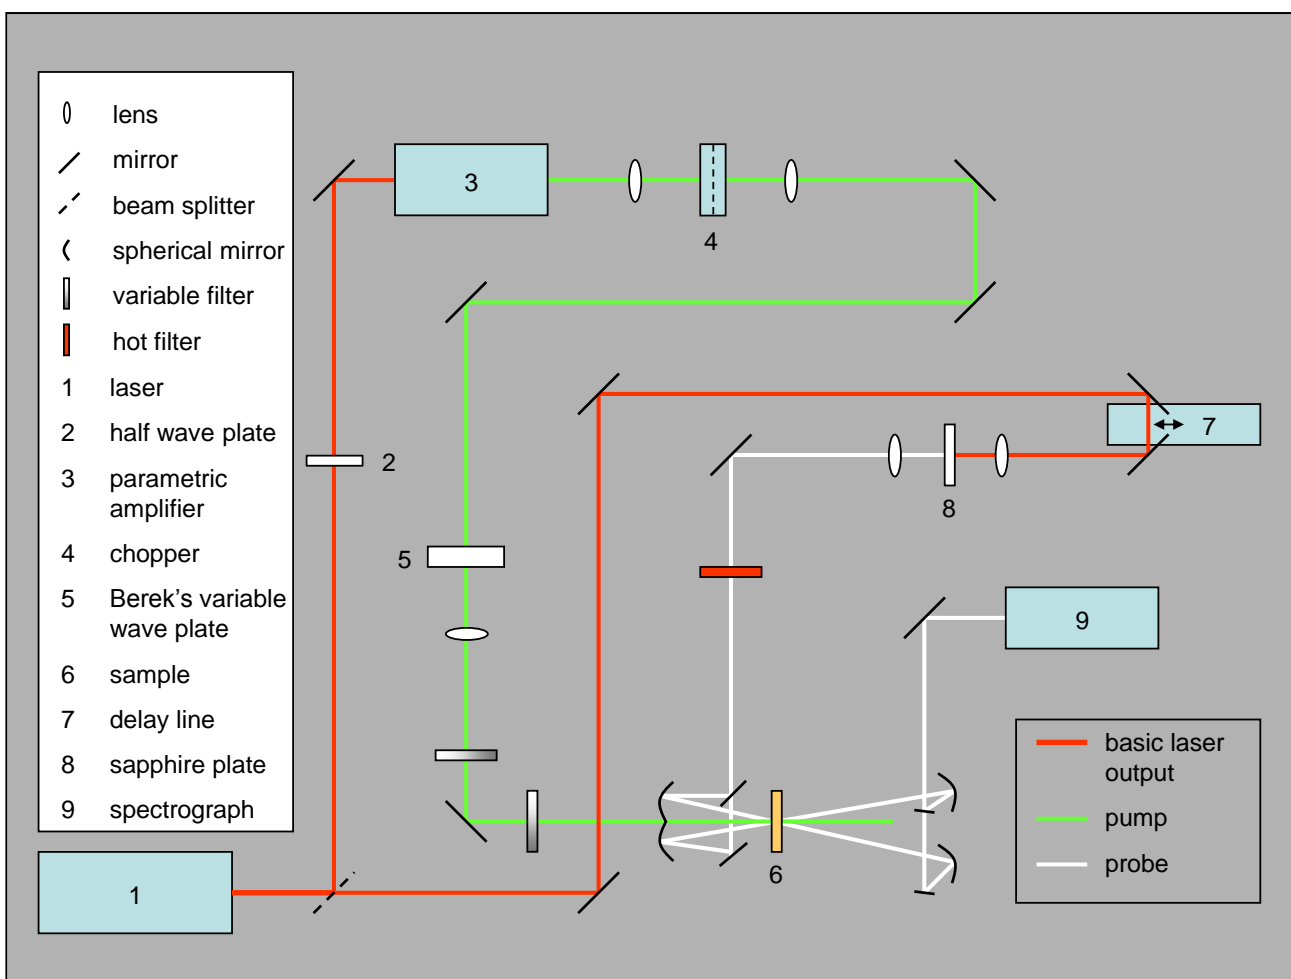 lens
mirror
beam splitter
spherical mirror
variable filter
hot filter
1 laser
2 half wave plate
3 parametric
amplifier
4 chopper
5 Berek's variable
wave plate
6 sample
7 delay line
8 sapphire plate
9 spectrograph
3
4
2
7
8
5
9
6
1
basic laser
output
pump
probe